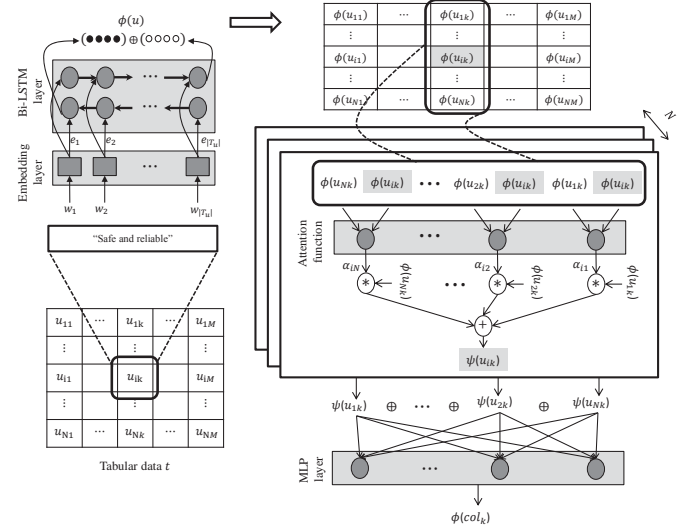 ϕ(u)
(●●●●) ⊕ (○○○○)
Bi-LSTM layer
e₁ e₂ e|Tᵤ|
Embedding layer
w₁ w₂ ⋯ w|Tᵤ|
"Safe and reliable"
u₁₁ ⋯ u₁ₖ ⋯ u₁M
⋮ ⋮ ⋮
uᵢ₁ uᵢₖ uᵢM
⋮ ⋮ ⋮
uN1 ⋯ uNk ⋯ uNM
Tabular data t
ϕ(u₁₁) ⋯ ϕ(u₁ₖ) ⋯ ϕ(u₁M)
⋮
ϕ(uᵢ₁) ϕ(uᵢₖ) ϕ(uᵢM)
⋮
ϕ(uN1) ⋯ ϕ(uNk) ⋯ ϕ(uNM)
N
ϕ(uNk) ϕ(uᵢₖ) ⋯ ϕ(u₂ₖ) ϕ(uᵢₖ) ϕ(u₁ₖ) ϕ(uᵢₖ)
Attention function
⋯
αᵢN αᵢ₂ αᵢ₁
* ϕ(uNk) ⋯ * ϕ(u₂ₖ) * ϕ(u₁ₖ)
+
ψ(uᵢₖ)
ψ(u₁ₖ) ⊕ ⋯ ⊕ ψ(u₂ₖ) ⊕ ψ(uNk)
MLP layer
⋯
ϕ(colₖ)